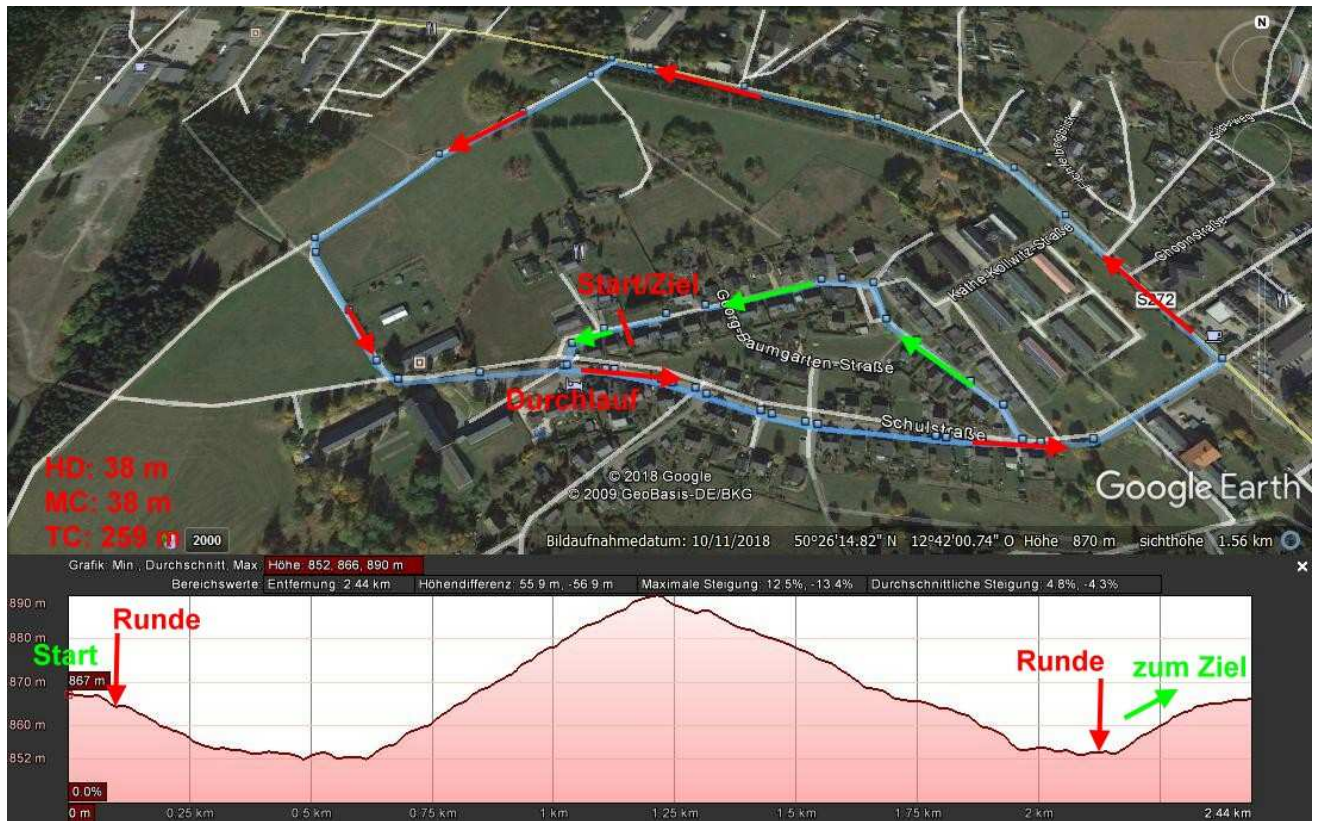 N
Fichtelbergblick
Chopinstraße
Käthe-Kollwitz-Straße
S272
Start/Ziel
Georg-Baumgarten-Straße
Durchlauf
Schulstraße
HD: 38 m
MC: 38 m
TC: 259 m
© 2018 Google
© 2009 GeoBasis-DE/BKG
Google Earth
2000
Bildaufnahmedatum: 10/11/2018 50°26'14.82" N 12°42'00.74" O Höhe 870 m sichthöhe 1.56 km
Grafik: Min., Durchschnitt, Max. Höhe: 852, 866, 890 m
Bereichswerte: Entfernung: 2.44 km Höhendifferenz: 55.9 m, -56.9 m Maximale Steigung: 12.5%, -13.4% Durchschnittliche Steigung: 4.8%, -4.3%
890 m
Runde
880 m
Start
Runde
zum Ziel
870 m
867 m
860 m
852 m
0.0%
0 m 0.25 km 0.5 km 0.75 km 1 km 1.25 km 1.5 km 1.75 km 2 km 2.44 km